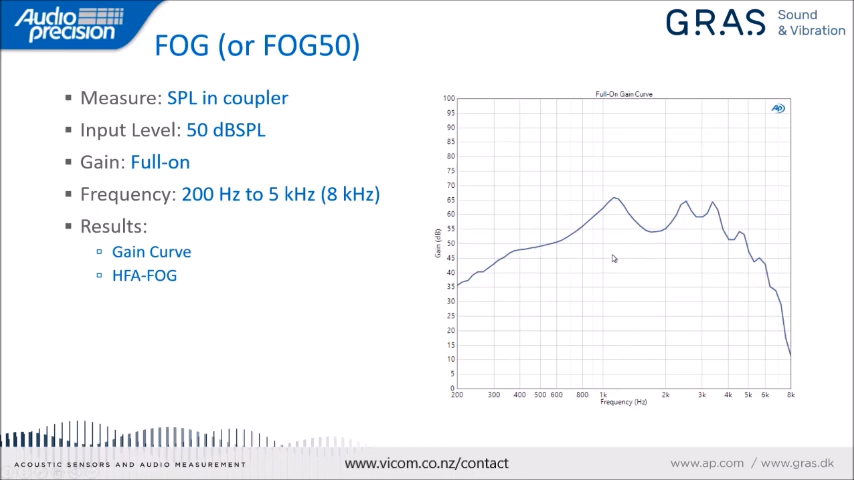 Audio
precision
GRAS Sound
& Vibration
FOG (or FOG50)
▪ Measure: SPL in coupler
▪ Input Level: 50 dBSPL
▪ Gain: Full-on
▪ Frequency: 200 Hz to 5 kHz (8 kHz)
▪ Results:
▫ Gain Curve
▫ HFA-FOG
Full-On Gain Curve
AP
100
95
90
85
80
75
70
65
60
55
50
45
40
35
30
25
20
15
10
5
0
Gain (dB)
200 300 400 500 600 800 1k 2k 3k 4k 5k 6k 8k
Frequency (Hz)
ACOUSTIC SENSORS AND AUDIO MEASUREMENT
www.vicom.co.nz/contact
www.ap.com / www.gras.dk